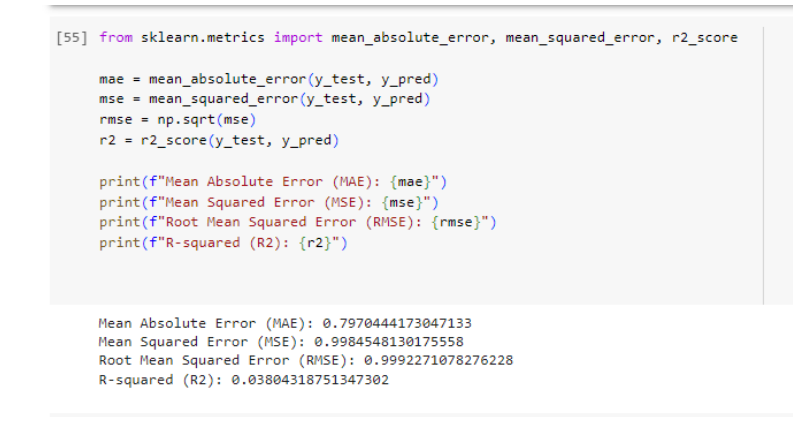 [55] from sklearn.metrics import mean_absolute_error, mean_squared_error, r2_score
mae = mean_absolute_error(y_test, y_pred)
mse = mean_squared_error(y_test, y_pred)
rmse = np.sqrt(mse)
r2 = r2_score(y_test, y_pred)
print(f"Mean Absolute Error (MAE): {mae}")
print(f"Mean Squared Error (MSE): {mse}")
print(f"Root Mean Squared Error (RMSE): {rmse}")
print(f"R-squared (R2): {r2}")
Mean Absolute Error (MAE): 0.7970444173047133
Mean Squared Error (MSE): 0.9984548130175558
Root Mean Squared Error (RMSE): 0.9992271078276228
R-squared (R2): 0.03804318751347302